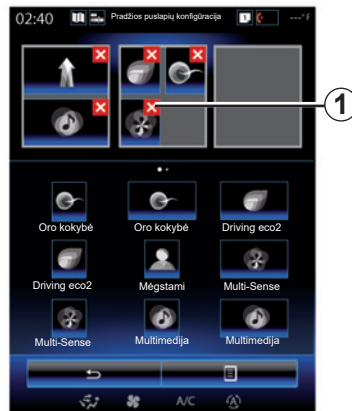 02:40 Pradžios puslapių konfigūracija 1 ---°F
1
Oro kokybė Oro kokybė Driving eco2
Driving eco2 Mėgstami Multi-Sense
Multi-Sense Multimedija Multimedija
A/C